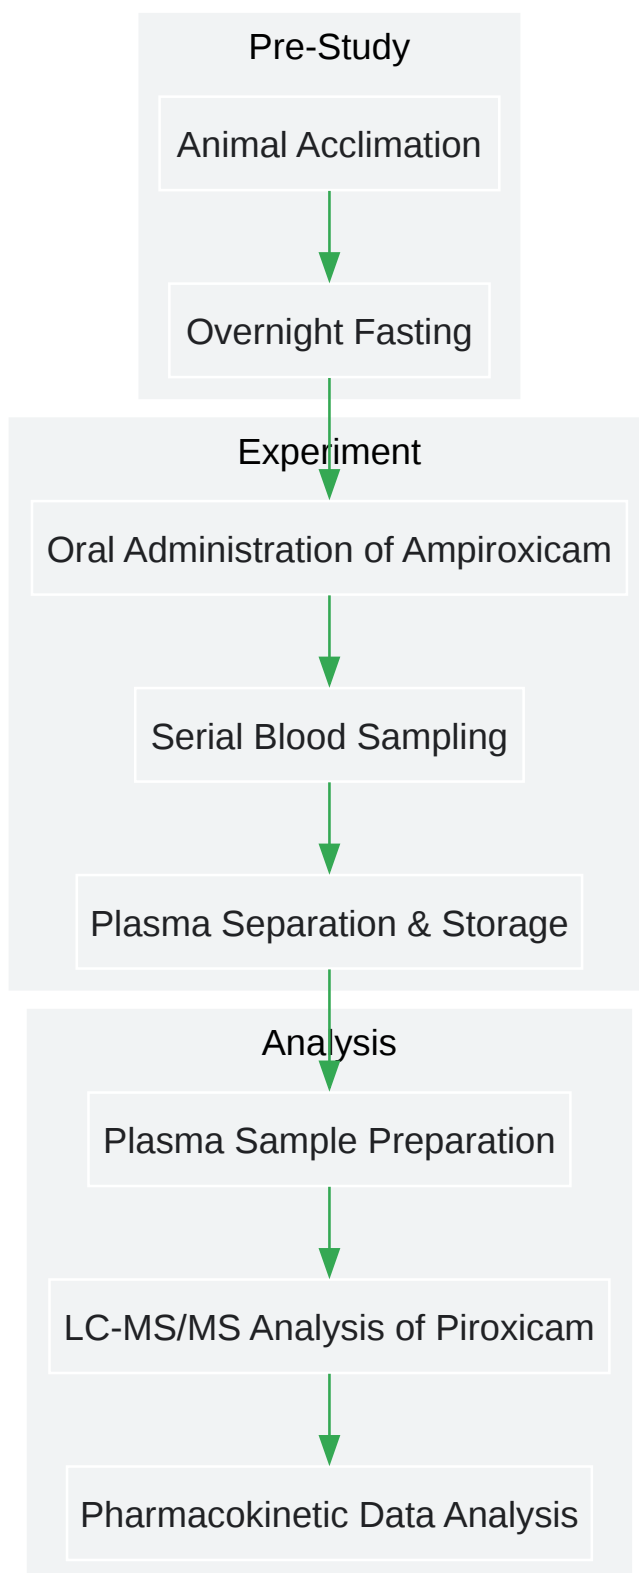 Pre-Study
Animal Acclimation
Overnight Fasting
Experiment
Oral Administration of Ampiroxicam
Serial Blood Sampling
Plasma Separation & Storage
Analysis
Plasma Sample Preparation
LC-MS/MS Analysis of Piroxicam
Pharmacokinetic Data Analysis